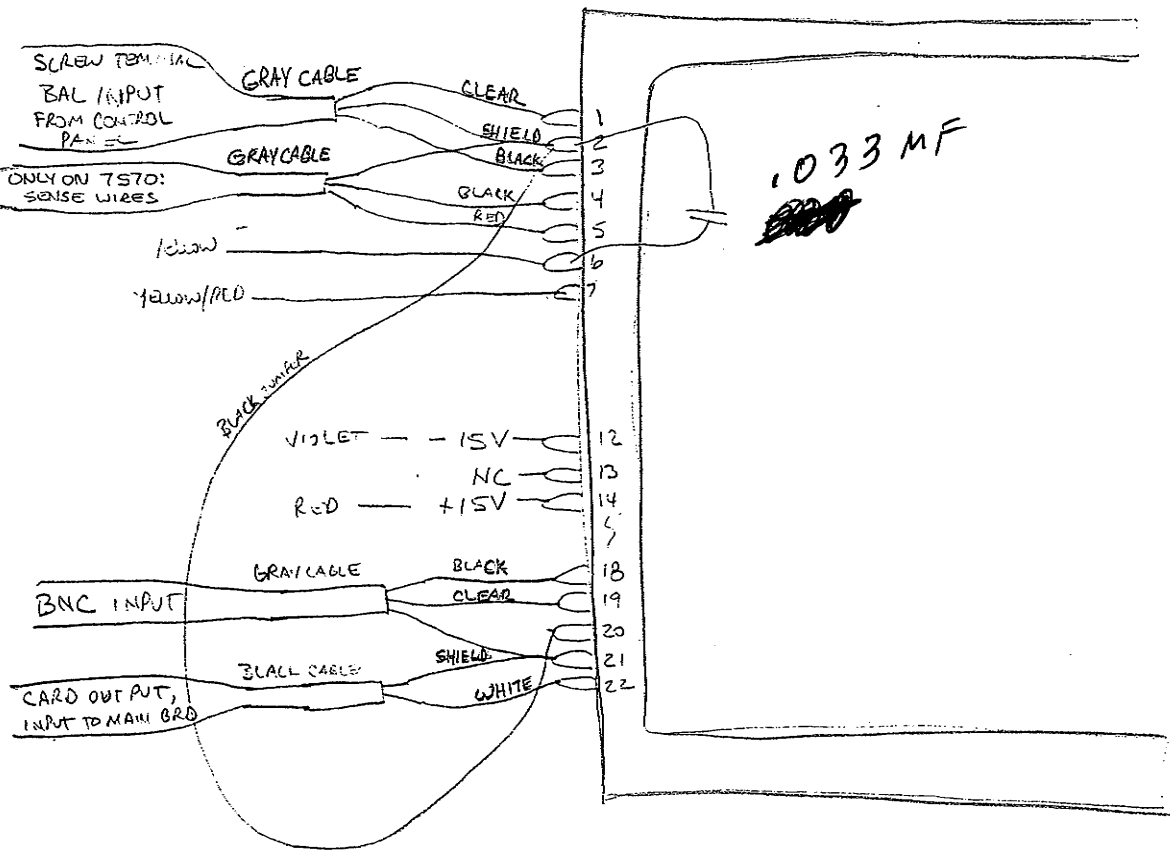 SCREW TERMINAL
BAL INPUT
FROM CONTROL
PANEL
GRAY CABLE
CLEAR
1
SHIELD
2
BLACK
3
GRAY CABLE
ONLY ON 7570:
SENSE WIRES
BLACK
4
RED
5
YELLOW
6
YELLOW/RED
7
.033 MF
BLACK JUMPER
VIOLET — -15V
12
NC
13
RED — +15V
14
BNC INPUT
GRAY CABLE
BLACK
18
CLEAR
19
20
SHIELD
21
BLACK CABLE
WHITE
22
CARD OUTPUT,
INPUT TO MAIN BRD